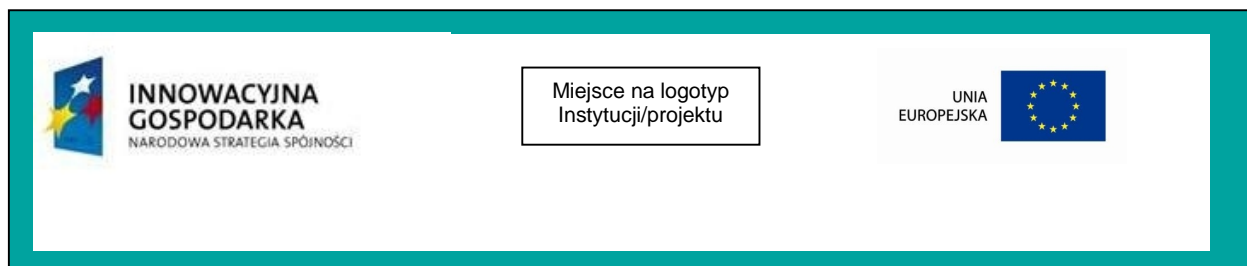 INNOWACYJNA
GOSPODARKA
NARODOWA STRATEGIA SPÓJNOŚCI
Miejsce na logotyp
Instytucji/projektu
UNIA
EUROPEJSKA